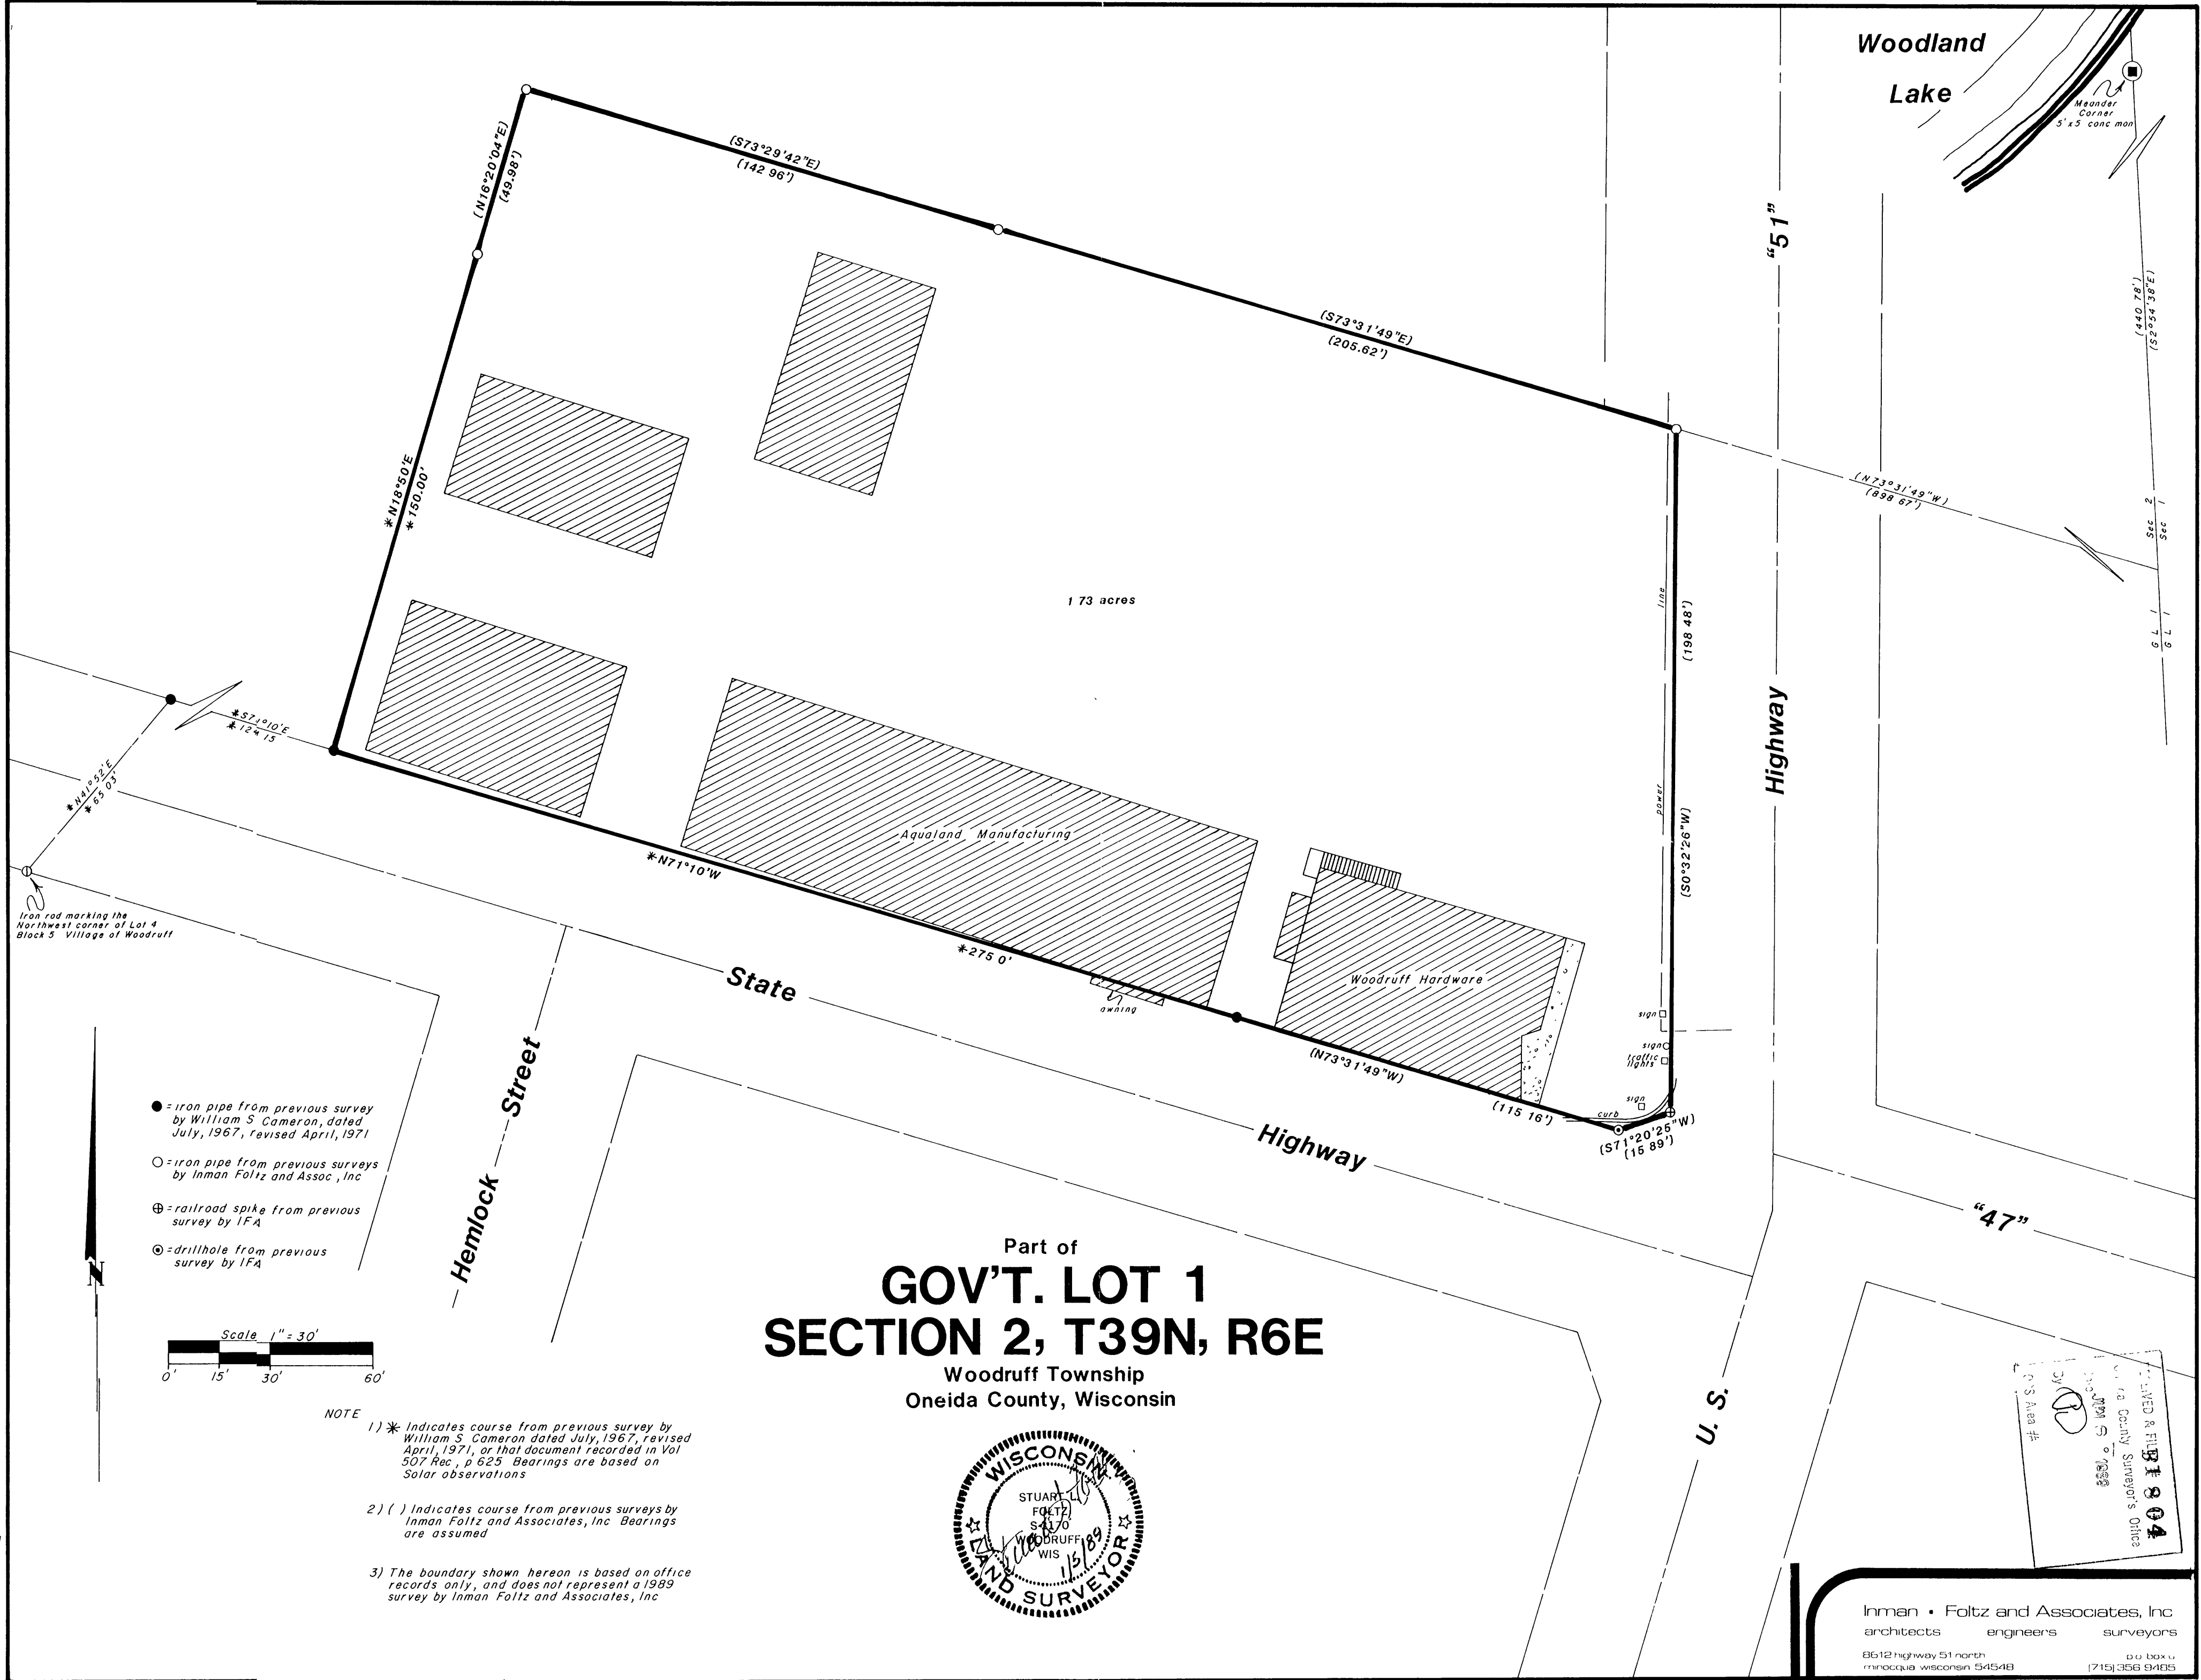 Woodland
Lake
Meander
Corner
5'x5 conc mon
(N16°20'04"E)
(49.98')
(S73°29'42"E)
(142 96')
(S73°31'49"E)
(205.62')
"51"
(440 78')
(S2°54'38"E)
(N73°31'49"W)
(898 67')
Sec 2
Sec 1
G L 1
G L 1
*N18°50'E
*150.00'
1 73 acres
line
power
(198 48')
(S0°32'26"W)
Highway
*S71°10'E
*N41°52'E
*65 03'
Iron rod marking the
Northwest corner of Lot 4
Block 5 Village of Woodruff
Aqualand Manufacturing
*N71°10'W
*275 0'
awning
Woodruff Hardware
(N73°31'49"W)
(115 16')
sign
sign
traffic
lights
sign
curb
(S71°20'25"W)
(15 89')
State
Highway
"47"
U. S.
Hemlock Street
= iron pipe from previous survey
by William S Cameron, dated
July, 1967, revised April, 1971
= iron pipe from previous surveys
by Inman Foltz and Assoc , Inc
= railroad spike from previous
survey by IFA
= drillhole from previous
survey by IFA
N
Scale 1" = 30'
0' 15' 30' 60'
Part of
GOV'T. LOT 1
SECTION 2, T39N, R6E
Woodruff Township
Oneida County, Wisconsin
NOTE
1) * Indicates course from previous survey by
William S. Cameron dated July, 1967, revised
April, 1971, or that document recorded in Vol
507 Rec , p 625 Bearings are based on
Solar observations
2) ( ) Indicates course from previous surveys by
Inman Foltz and Associates, Inc Bearings
are assumed
3) The boundary shown hereon is based on office
records only, and does not represent a 1989
survey by Inman Foltz and Associates, Inc
WISCONSIN
STUART L.
FOLTZ
WOODRUFF
WIS
1/5/89
LAND SURVEYOR
County Surveyor's Office
by
Area #
Inman • Foltz and Associates, Inc
architects engineers surveyors
8612 highway 51 north p o box u
minocqua wisconsin 54548 (715) 356 9485